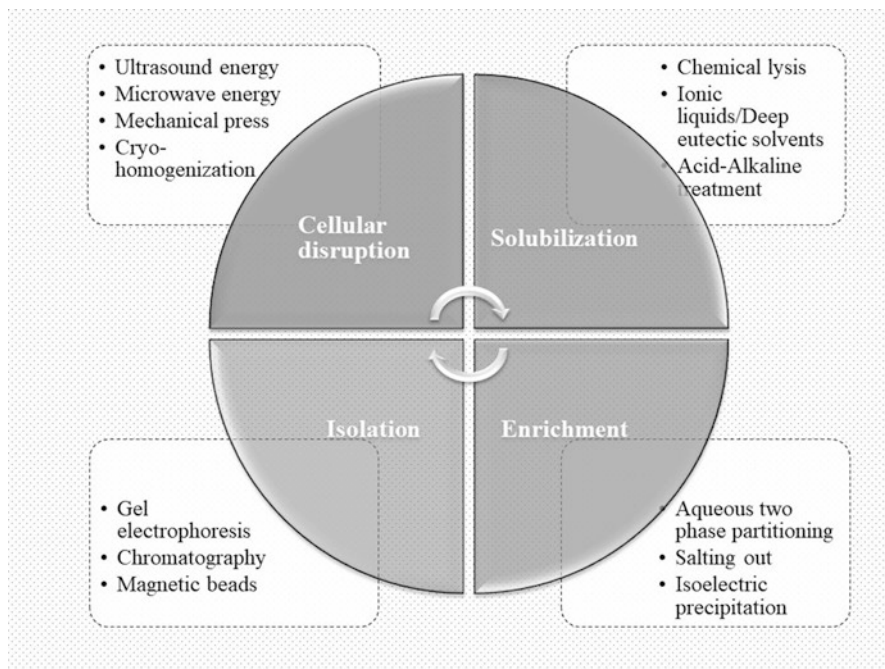 • Ultrasound energy
• Microwave energy
• Mechanical press
• Cryo-
homogenization
• Chemical lysis
• Ionic
liquids/Deep
eutectic solvents
• Acid-Alkaline
treatment
Cellular
disruption
Solubilization
Isolation
Enrichment
• Gel
electrophoresis
• Chromatography
• Magnetic beads
• Aqueous two
phase partitioning
• Salting out
• Isoelectric
precipitation